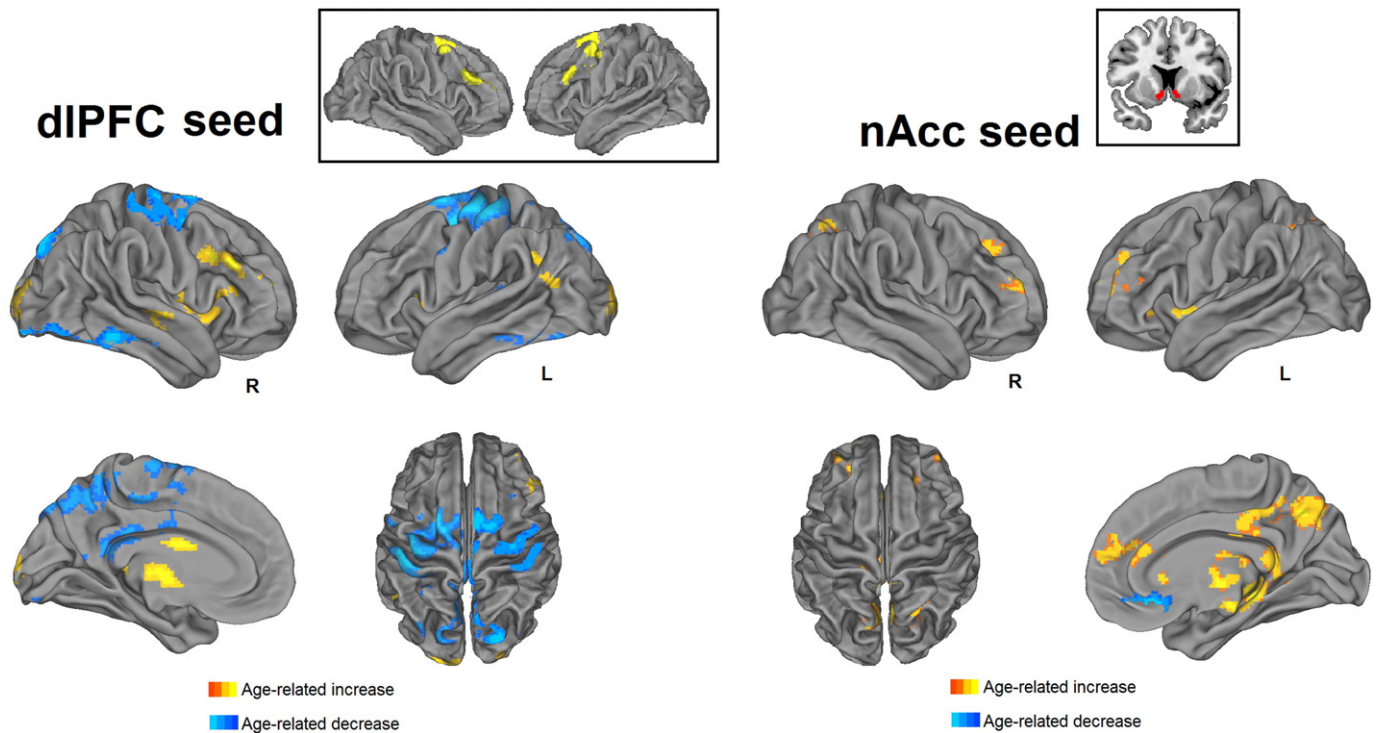 dlPFC seed
nAcc seed
R
L
R
L
Age-related increase
Age-related decrease
Age-related increase
Age-related decrease